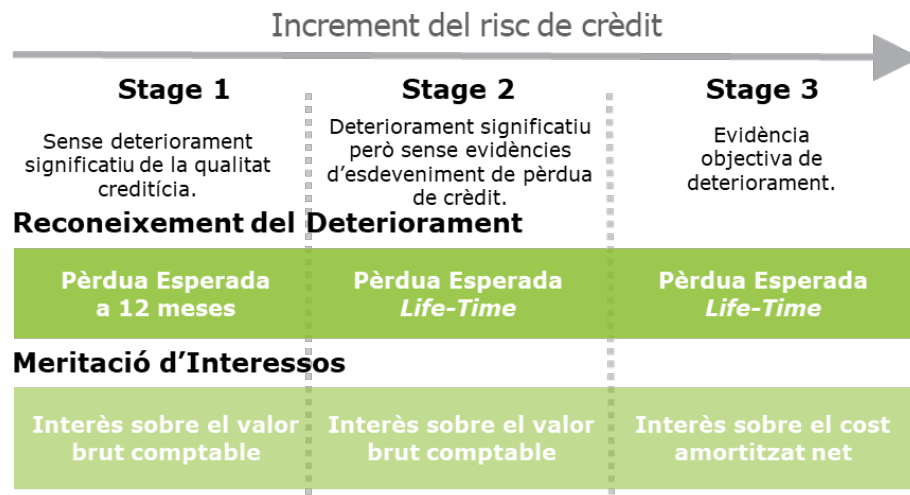 Increment del risc de crèdit
Stage 1
Sense deteriorament
significatiu de la qualitat
creditícia.
Stage 2
Deteriorament significatiu
però sense evidències
d'esdeveniment de pèrdua
de crèdit.
Stage 3
Evidència
objectiva de
deteriorament.
Reconeixement del Deteriorament
Pèrdua Esperada
a 12 meses
Pèrdua Esperada
Life-Time
Pèrdua Esperada
Life-Time
Meritació d'Interessos
Interès sobre el valor
brut comptable
Interès sobre el valor
brut comptable
Interès sobre el cost
amortitzat net